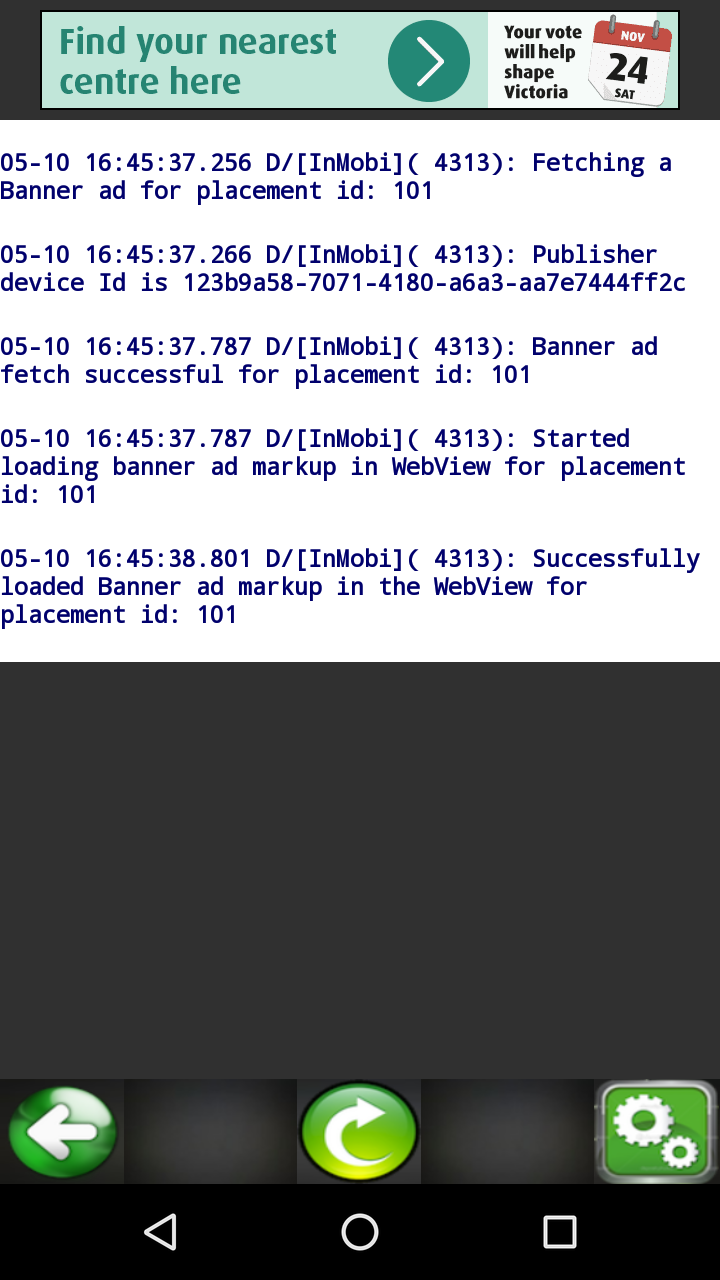 Find your nearest
centre here
Your vote
will help
shape
Victoria
NOV
24
SAT
05-10 16:45:37.256 D/[InMobi]( 4313): Fetching a
Banner ad for placement id: 101
05-10 16:45:37.266 D/[InMobi]( 4313): Publisher
device Id is 123b9a58-7071-4180-a6a3-aa7e7444ff2c
05-10 16:45:37.787 D/[InMobi]( 4313): Banner ad
fetch successful for placement id: 101
05-10 16:45:37.787 D/[InMobi]( 4313): Started
loading banner ad markup in WebView for placement
id: 101
05-10 16:45:38.801 D/[InMobi]( 4313): Successfully
loaded Banner ad markup in the WebView for
placement id: 101